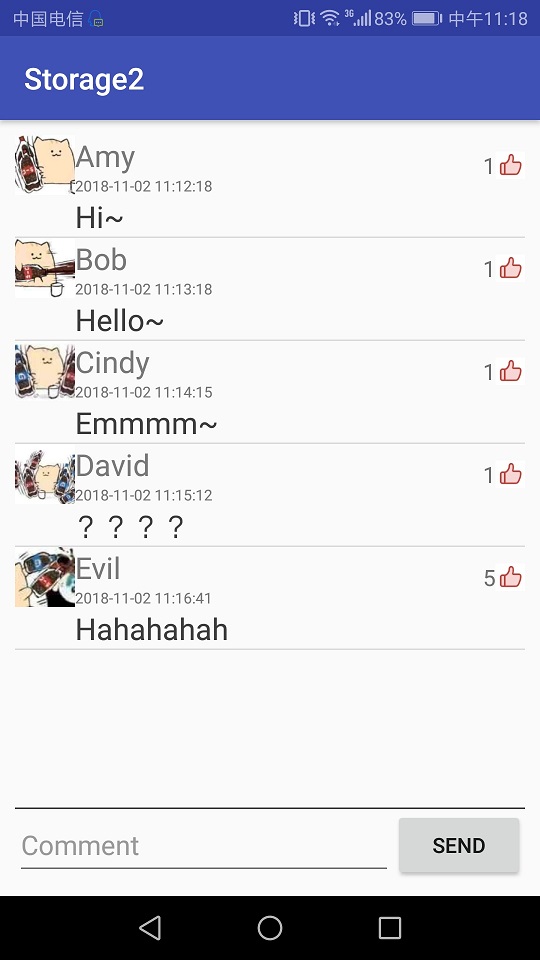 中国电信 3G 83% 中午11:18
Storage2
Amy
1
2018-11-02 11:12:18
Hi~
Bob
1
2018-11-02 11:13:18
Hello~
Cindy
1
2018-11-02 11:14:15
Emmmm~
David
1
2018-11-02 11:15:12
？？？？
Evil
5
2018-11-02 11:16:41
Hahahahah
Comment
SEND